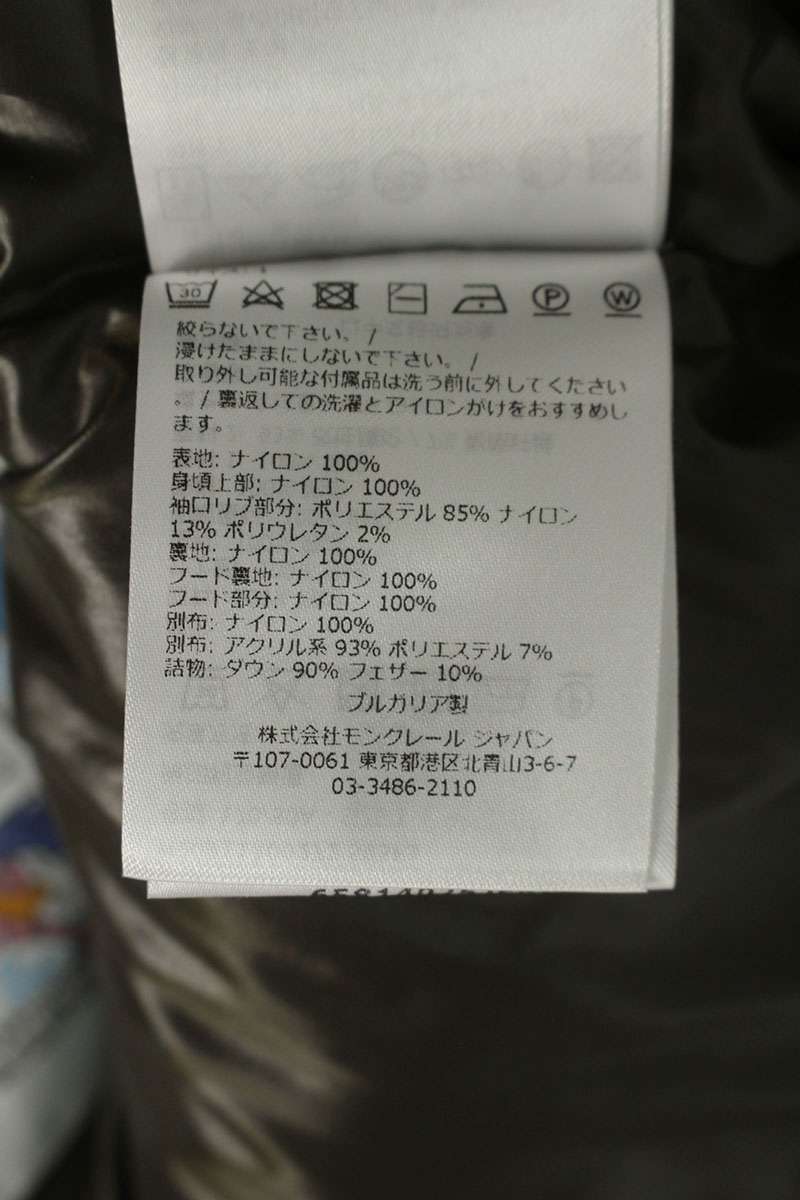 30 P W
絞らないで下さい。/
浸けたままにしないで下さい。/
取り外し可能な付属品は洗う前に外してください
。/ 裏返しての洗濯とアイロンがけをおすすめし
ます。
表地: ナイロン 100%
身頃上部: ナイロン 100%
袖口リブ部分: ポリエステル 85% ナイロン
13% ポリウレタン 2%
裏地: ナイロン 100%
フード裏地: ナイロン 100%
フード部分: ナイロン 100%
別布: ナイロン 100%
別布: アクリル系 93% ポリエステル 7%
詰物: ダウン 90% フェザー 10%
ブルガリア製
株式会社モンクレール ジャパン
〒107-0061 東京都港区北青山3-6-7
03-3486-2110